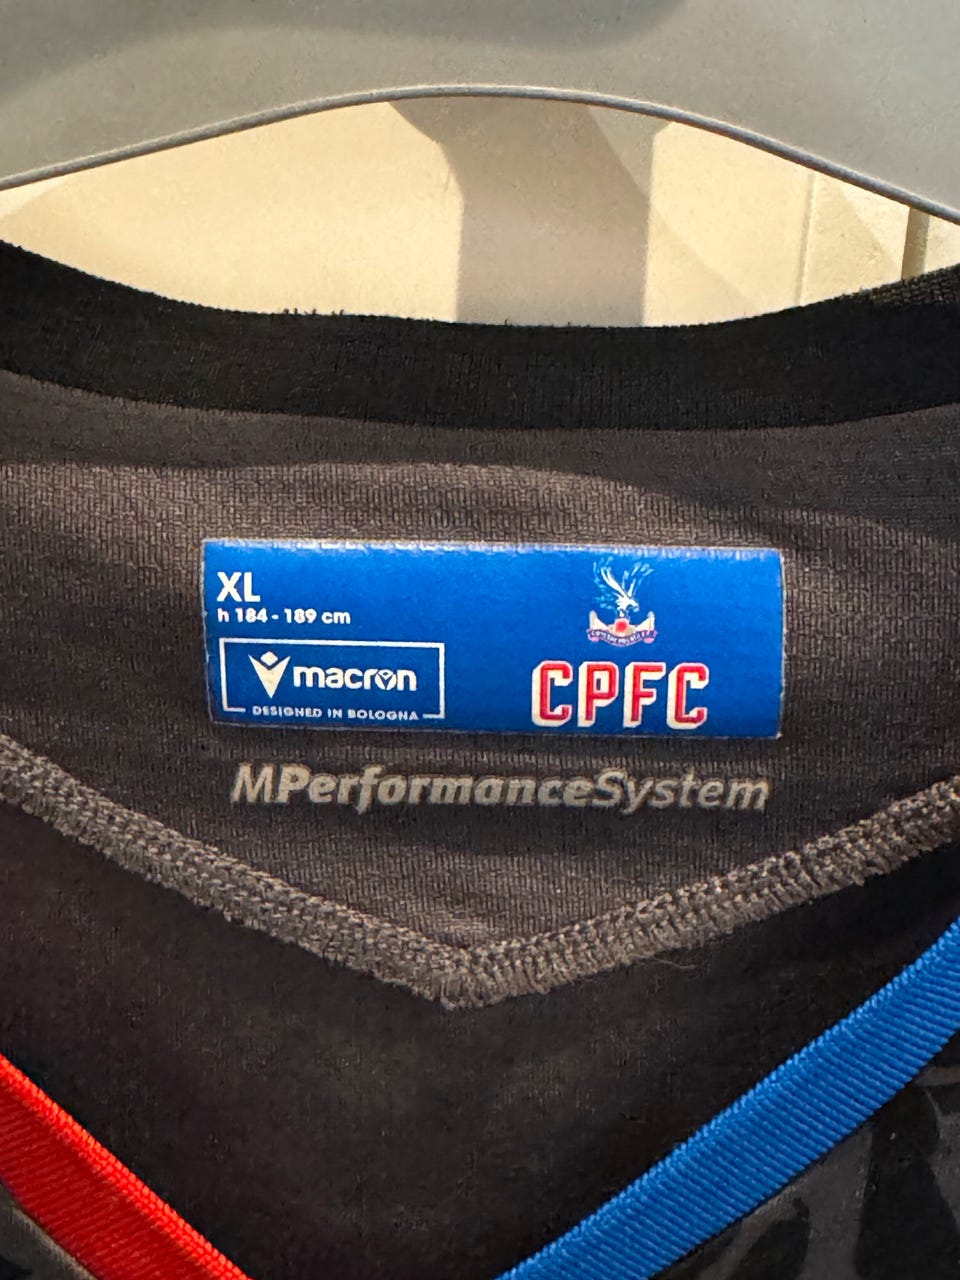 XL
h 184 - 189 cm
macron
DESIGNED IN BOLOGNA
CPFC
MPerformanceSystem